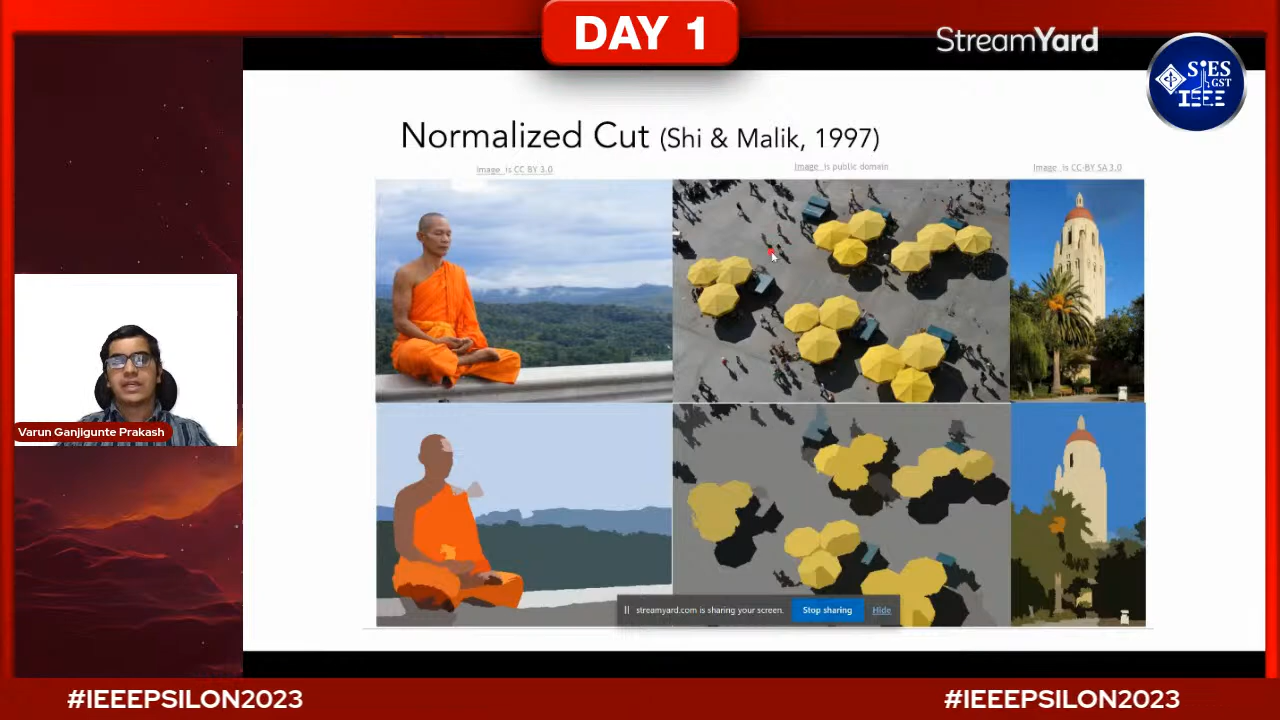 DAY 1
StreamYard
SiES
GST
IEEE
Normalized Cut (Shi & Malik, 1997)
Image is CC BY 3.0
Image is public domain
Image is CC-BY SA 3.0
Varun Ganjigunte Prakash
streamyard.com is sharing your screen.
Stop sharing
Hide
#IEEEPSILON2023
#IEEEPSILON2023